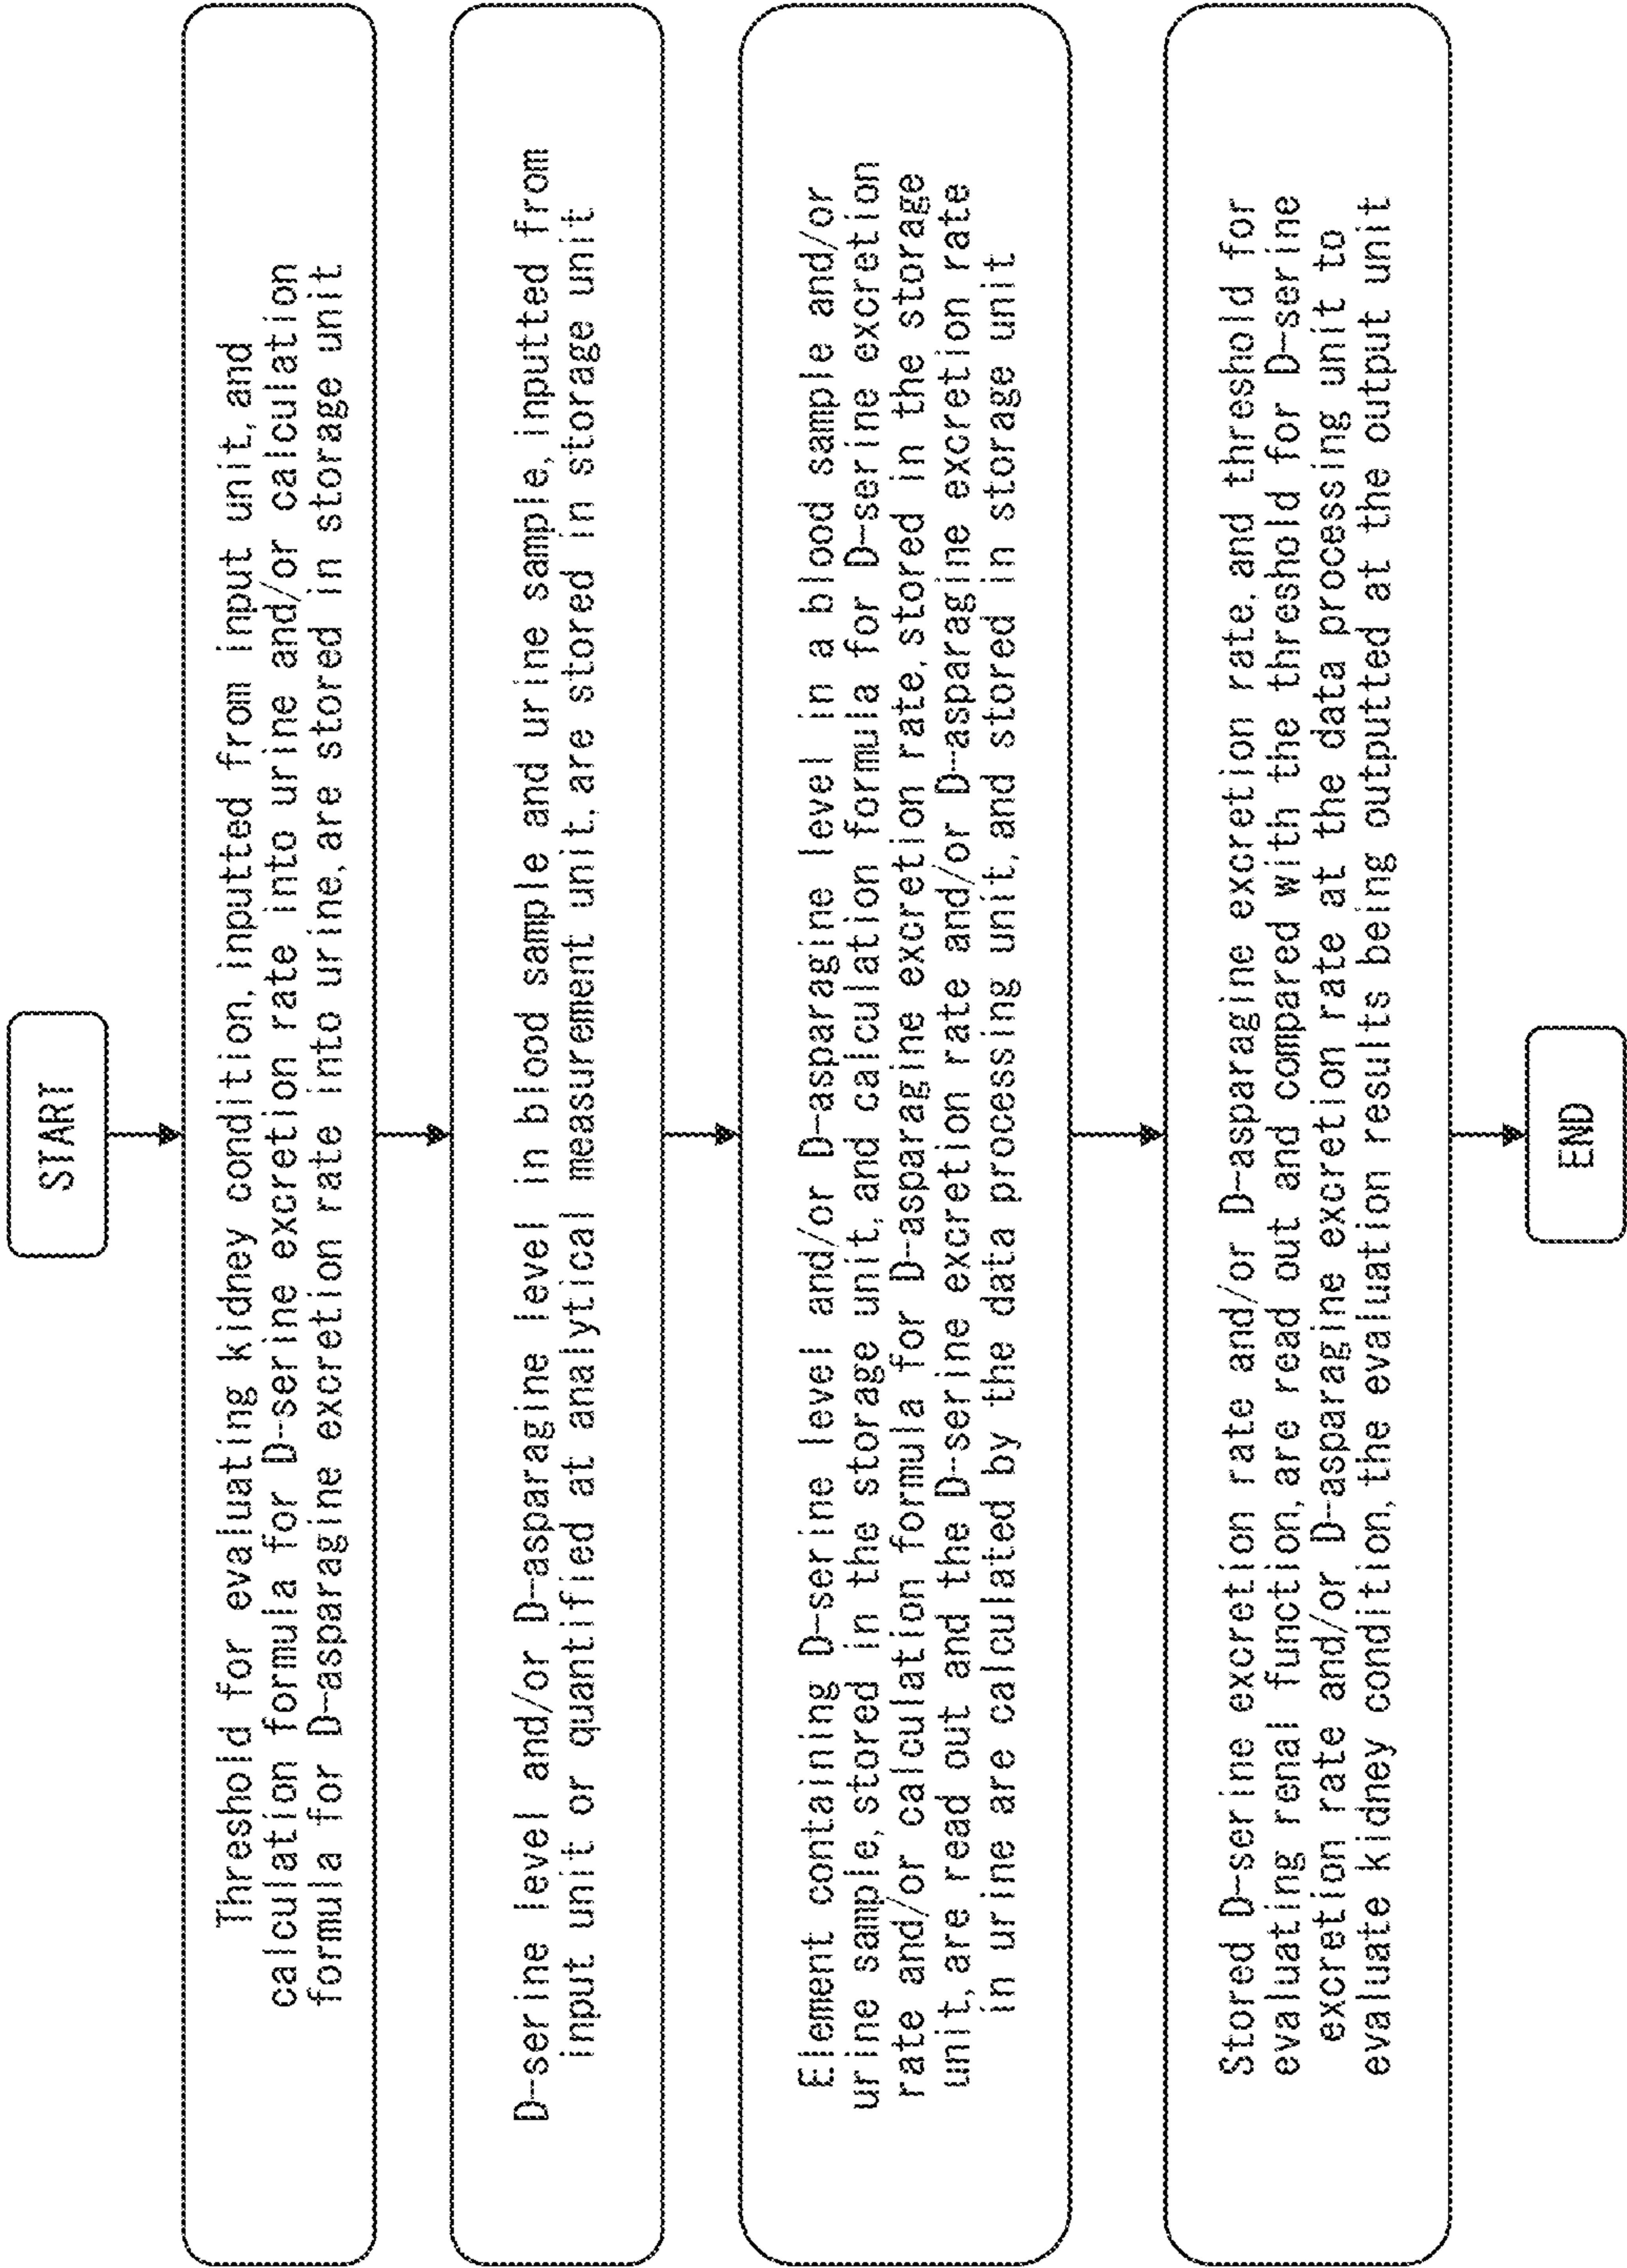 START
Threshold for evaluating kidney condition, inputted from input unit, and
calculation formula for D-serine excretion rate into urine and/or calculation
formula for D-asparagine excretion rate into urine, are stored in storage unit
D-serine level and/or D-asparagine level in blood sample and urine sample, inputted from
input unit or quantified at analytical measurement unit, are stored in storage unit
Element containing D-serine level and/or D-asparagine level in a blood sample and/or
urine sample, stored in the storage unit, and calculation formula for D-serine excretion
rate and/or calculation formula for D-asparagine excretion rate, stored in the storage
unit, are read out and the D-serine excretion rate and/or D-asparagine excretion rate
in urine are calculated by the data processing unit, and stored in storage unit
Stored D-serine excretion rate and/or D-asparagine excretion rate, and threshold for
evaluating renal function, are read out and compared with the threshold for D-serine
excretion rate and/or D-asparagine excretion rate at the data processing unit to
evaluate kidney condition, the evaluation results being outputted at the output unit
END